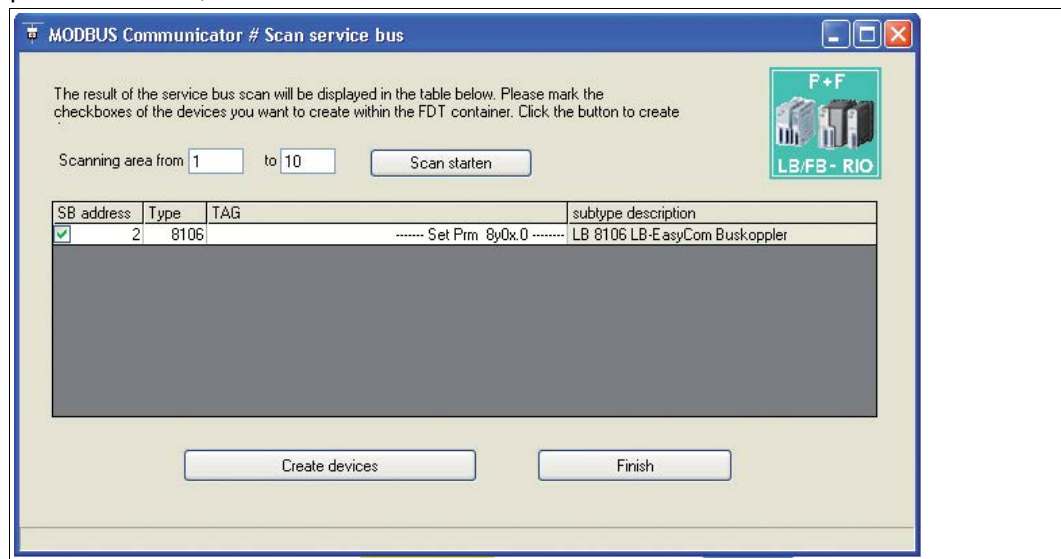 MODBUS Communicator # Scan service bus
The result of the service bus scan will be displayed in the table below. Please mark the
checkboxes of the devices you want to create within the FDT container. Click the button to create
P+F
LB/FB - RIO
Scanning area from 1 to 10 Scan starten
SB address Type TAG subtype description
2 8106 ------ Set Prm 8y0x.0 -------- LB 8106 LB-EasyCom Buskoppler
Create devices Finish